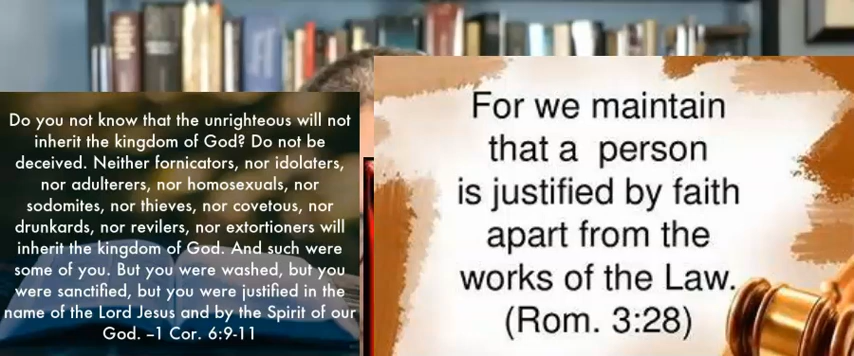 Do you not know that the unrighteous will not
inherit the kingdom of God? Do not be
deceived. Neither fornicators, nor idolaters,
nor adulterers, nor homosexuals, nor
sodomites, nor thieves, nor covetous, nor
drunkards, nor revilers, nor extortioners will
inherit the kingdom of God. And such were
some of you. But you were washed, but you
were sanctified, but you were justified in the
name of the Lord Jesus and by the Spirit of our
God. –1 Cor. 6:9-11
For we maintain
that a person
is justified by faith
apart from the
works of the Law.
(Rom. 3:28)